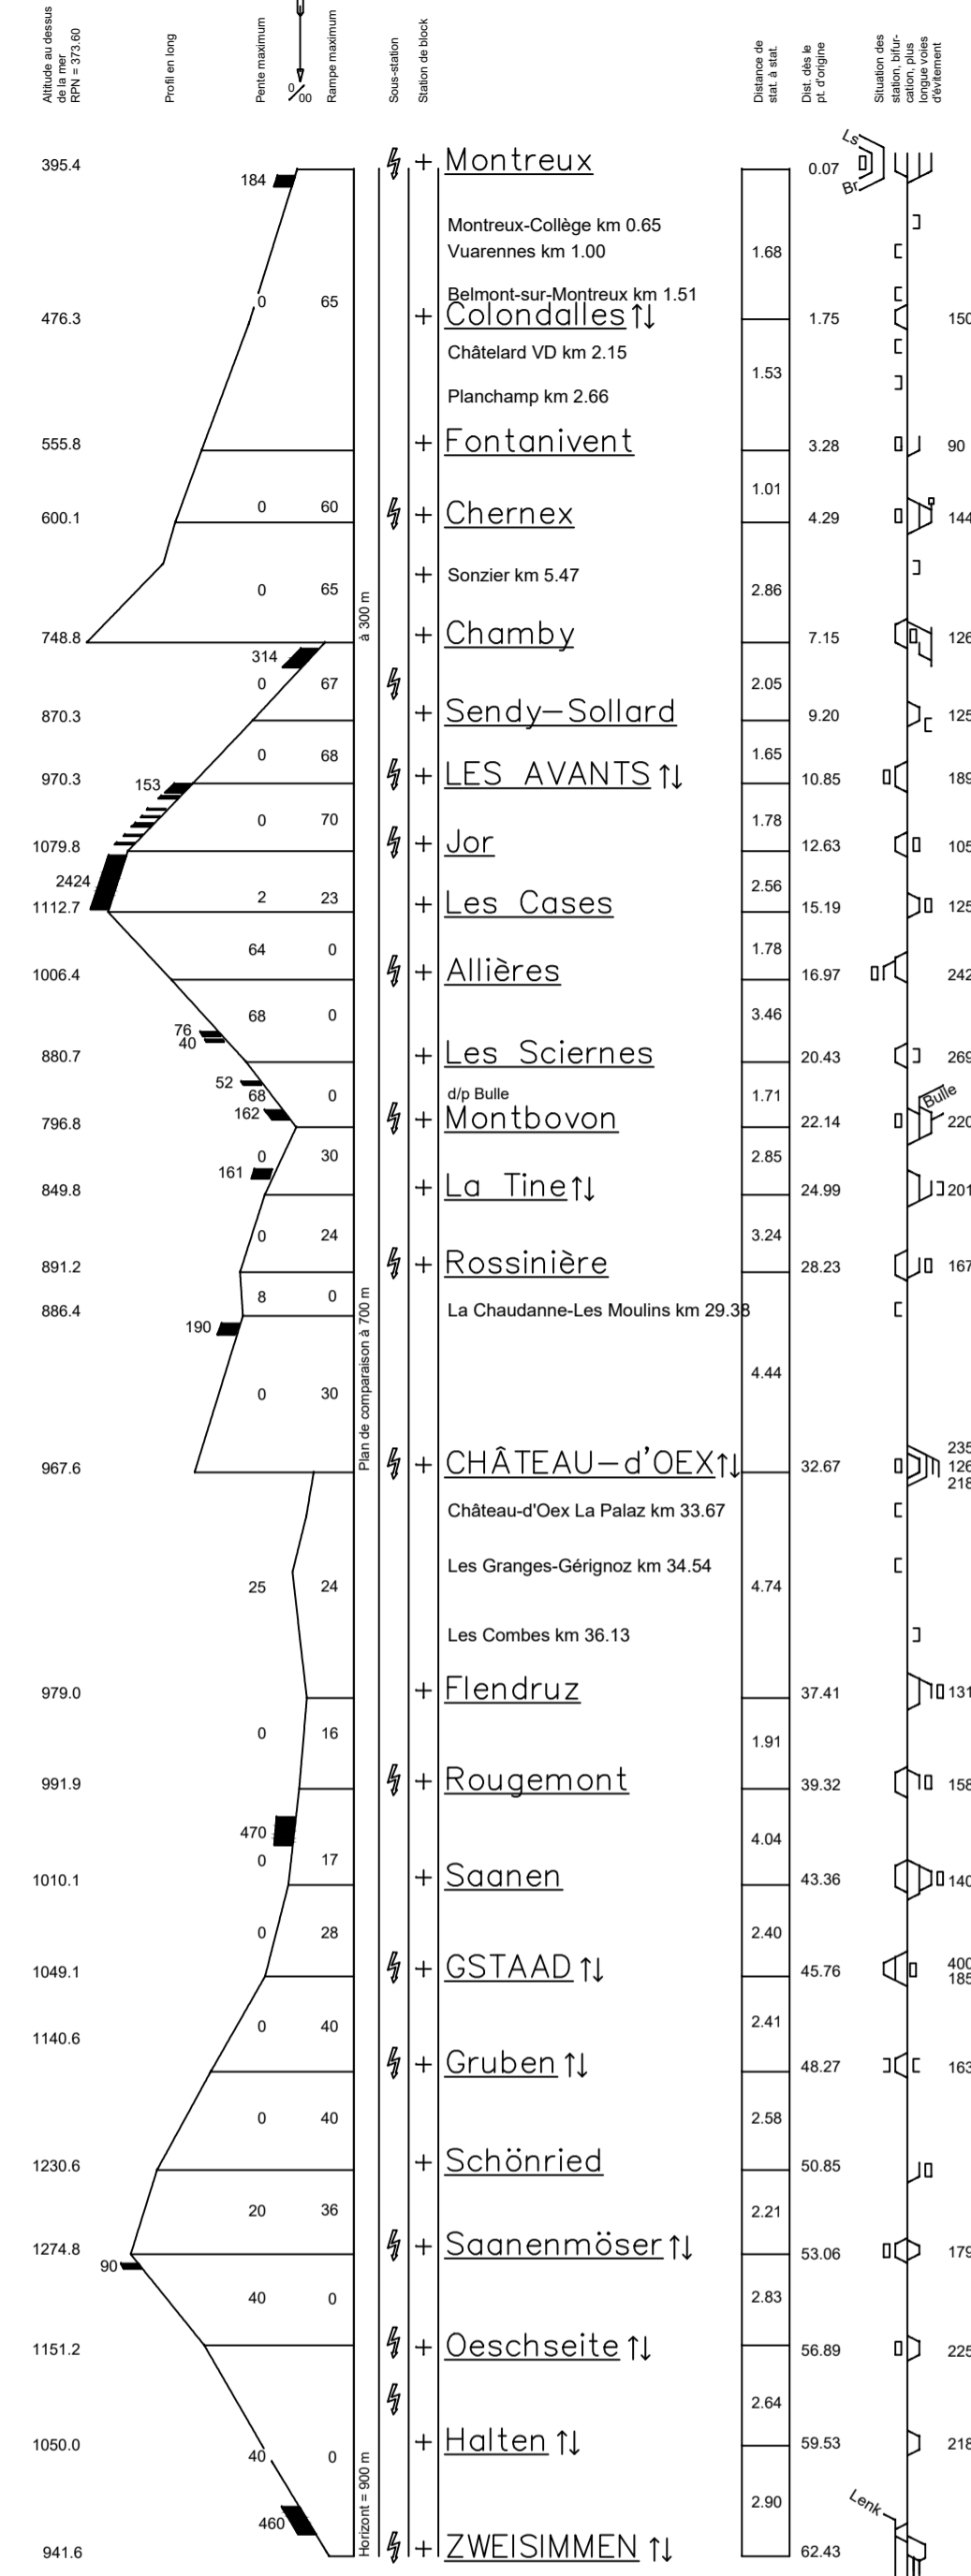 Altitude au dessus
de la mer
RPN = 373.60
Profil en long
Pente maximum
0/00
Rampe maximum
Sous-station
Station de block
Distance de
stat. à stat.
Dist. dès le
pt. d'origine
Situation des
station, bifur-
cation, plus
longue voies
d'évitement
395.4 184 + Montreux 0.07 Ls Br
Montreux-Collège km 0.65
Vuarennes km 1.00 1.68
0 65 Belmont-sur-Montreux km 1.51
476.3 + Colondalles↑↓ 1.75 150
Châtelard VD km 2.15
1.53
Planchamp km 2.66
555.8 + Fontanivent 3.28 90
1.01
0 60
600.1 + Chernex 4.29 144
+ Sonzier km 5.47
0 65 2.86
à 300 m
748.8 + Chamby 7.15 126
314
0 67 2.05
870.3 + Sendy–Sollard 9.20 125
0 68 1.65
970.3 153 + LES AVANTS↑↓ 10.85 189
0 70 1.78
1079.8 + Jor 12.63 105
2424 2.56
2 23
1112.7 + Les Cases 15.19 125
64 0 1.78
1006.4 + Allières 16.97 242
68 0 3.46
76
40
880.7 + Les Sciernes 20.43 269
52
68 0 d/p Bulle 1.71 Bulle
162
796.8 + Montbovon 22.14 220
0 30 2.85
161
849.8 + La Tine↑↓ 24.99 201
0 24 3.24
891.2 + Rossinière 28.23 167
8 0
886.4 La Chaudanne-Les Moulins km 29.38
190
Plan de comparaison à 700 m
4.44
0 30
235
967.6 + CHÂTEAU–d'OEX↑↓ 32.67 126
218
Château-d'Oex La Palaz km 33.67
Les Granges-Gérignoz km 34.54
25 24 4.74
Les Combes km 36.13
979.0 + Flendruz 37.41 131
0 16 1.91
991.9 + Rougemont 39.32 158
470 4.04
0 17
1010.1 + Saanen 43.36 140
0 28 2.40
1049.1 + GSTAAD↑↓ 45.76 400
185
0 40 2.41
1140.6 + Gruben↑↓ 48.27 163
0 40 2.58
1230.6 + Schönried 50.85
20 36 2.21
1274.8 + Saanenmöser↑↓ 53.06 179
90
40 0 2.83
1151.2 + Oeschseite↑↓ 56.89 225
2.64
1050.0 + Halten↑↓ 59.53 218
40 0
Horizont = 900 m
2.90 Lenk
460
941.6 + ZWEISIMMEN↑↓ 62.43